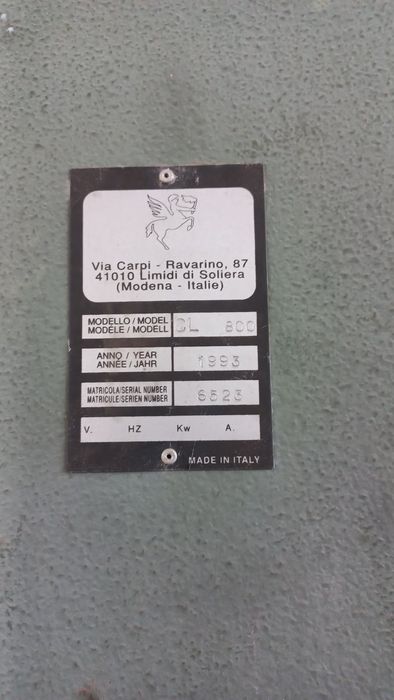 Via Carpi - Ravarino, 87
41010 Limidi di Soliera
(Modena - Italie)
MODELLO / MODEL
MODÈLE / MODELL
CL 800
ANNO / YEAR
ANNÉE / JAHR
1993
MATRICOLA/SERIAL NUMBER
MATRICULE/SERIEN NUMBER
6523
V. HZ Kw A.
MADE IN ITALY